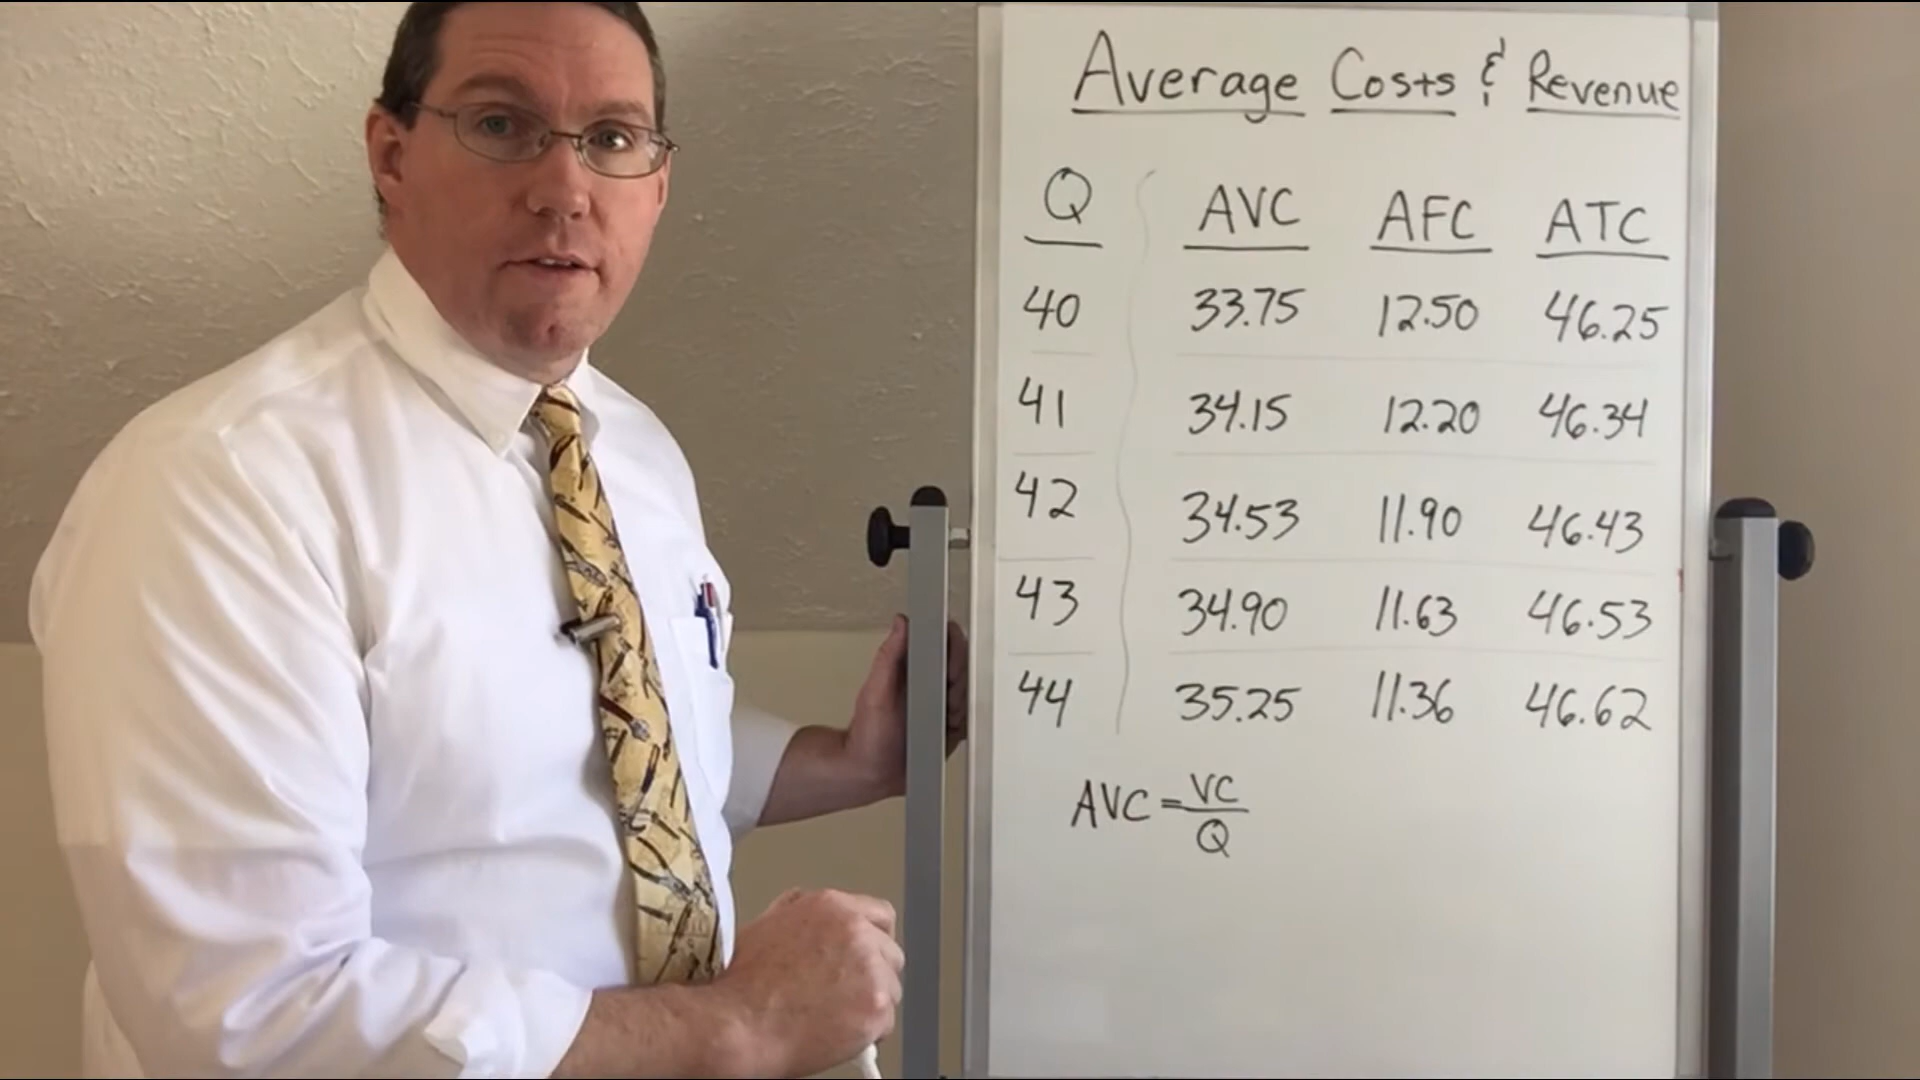 Average Costs & Revenue
Q AVC AFC ATC
40 33.75 12.50 46.25
41 34.15 12.20 46.34
42 34.53 11.90 46.43
43 34.90 11.63 46.53
44 35.25 11.36 46.62
AVC = VC
Q